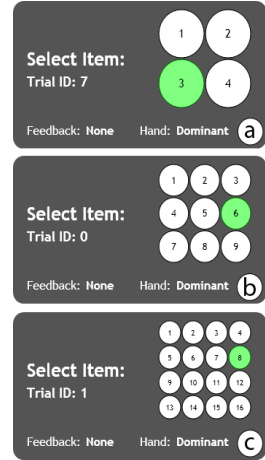 1 2
Select Item:
Trial ID: 7
3 4
Feedback: None Hand: Dominant a
1 2 3
Select Item:
4 5 6
Trial ID: 0
7 8 9
Feedback: None Hand: Dominant b
1 2 3 4
5 6 7 8
Select Item:
9 10 11 12
Trial ID: 1
13 14 15 16
Feedback: None Hand: Dominant c